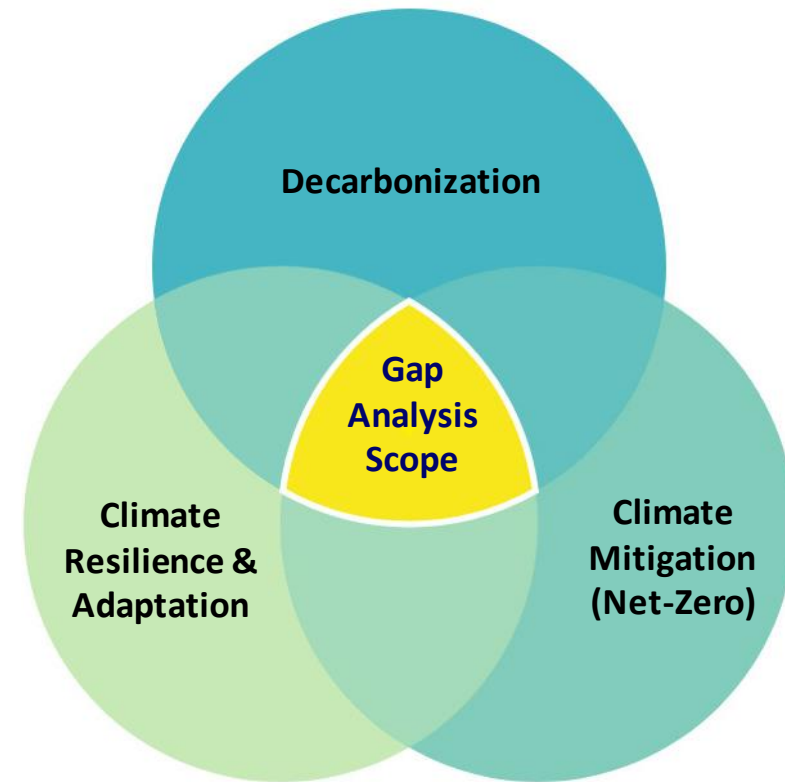 Decarbonization
Gap
Analysis
Scope
Climate
Resilience &
Adaptation
Climate
Mitigation
(Net-Zero)